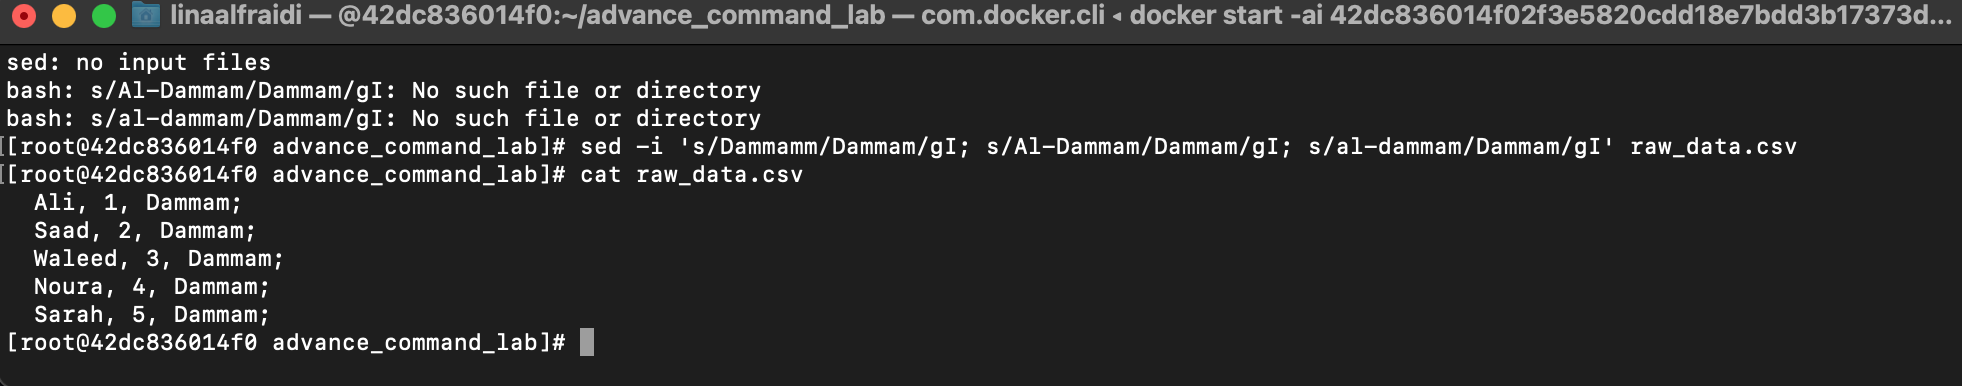 linaalfraidi — @42dc836014f0:~/advance_command_lab — com.docker.cli ◂ docker start -ai 42dc836014f02f3e5820cdd18e7bdd3b17373d...
sed: no input files
bash: s/Al-Dammam/Dammam/gI: No such file or directory
bash: s/al-dammam/Dammam/gI: No such file or directory
[[root@42dc836014f0 advance_command_lab]# sed -i 's/Dammamm/Dammam/gI; s/Al-Dammam/Dammam/gI; s/al-dammam/Dammam/gI' raw_data.csv
[[root@42dc836014f0 advance_command_lab]# cat raw_data.csv
  Ali, 1, Dammam;
  Saad, 2, Dammam;
  Waleed, 3, Dammam;
  Noura, 4, Dammam;
  Sarah, 5, Dammam;
[root@42dc836014f0 advance_command_lab]#